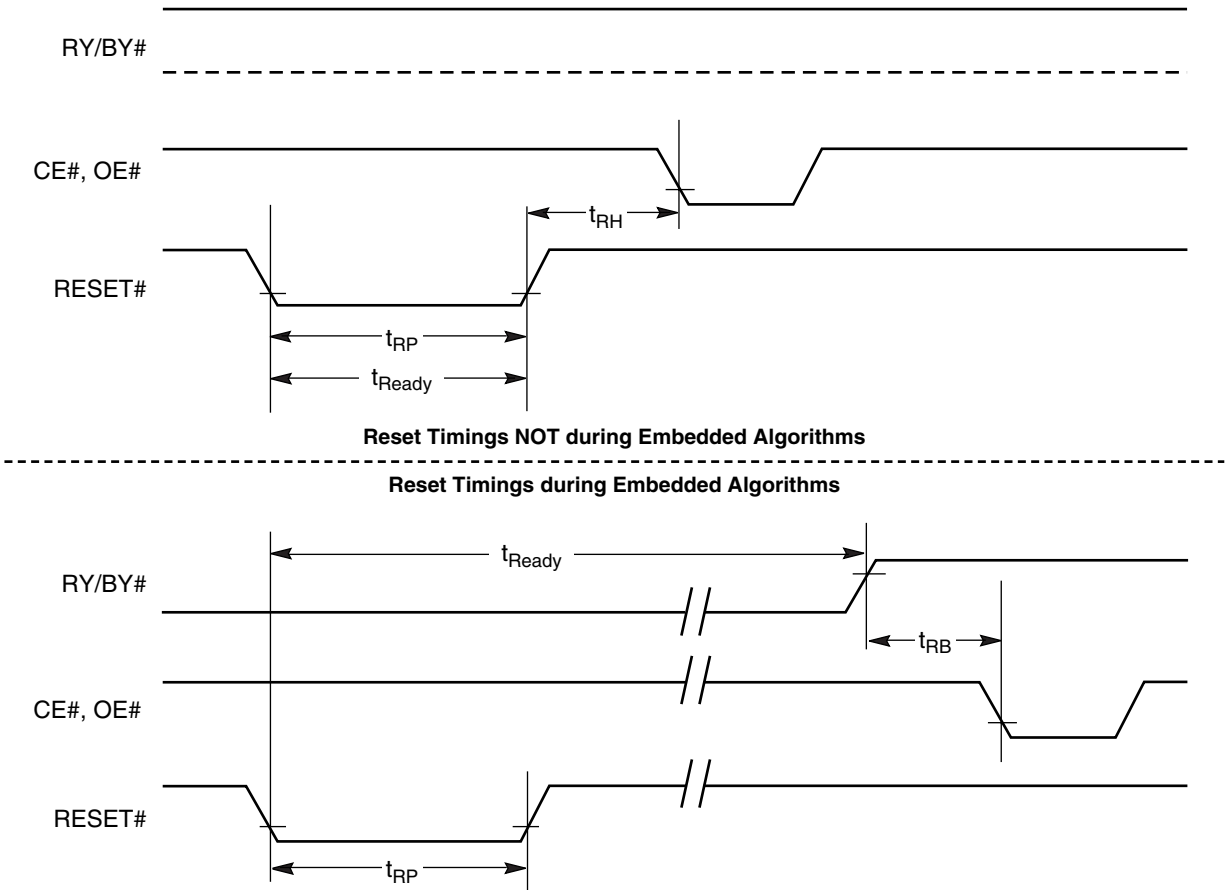 RY/BY#
CE#, OE#
tRH
RESET#
tRP
tReady
Reset Timings NOT during Embedded Algorithms
Reset Timings during Embedded Algorithms
tReady
RY/BY#
tRB
CE#, OE#
RESET#
tRP